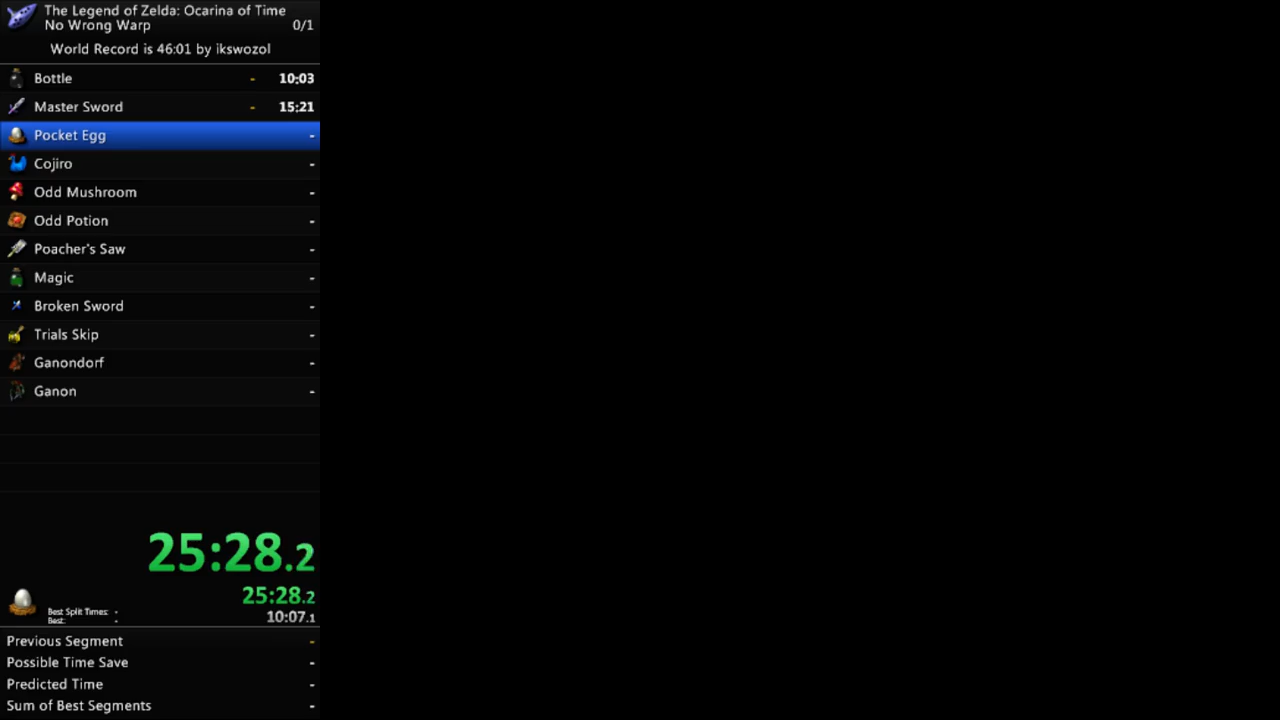 The Legend of Zelda: Ocarina of Time
No Wrong Warp 0/1
World Record is 46:01 by ikswozol
Bottle - 10:03
Master Sword - 15:21
Pocket Egg -
Cojiro -
Odd Mushroom -
Odd Potion -
Poacher's Saw -
Magic -
Broken Sword -
Trials Skip -
Ganondorf -
Ganon -
25:28.2
25:28.2
Best Split Times: -
Best: -
10:07.1
Previous Segment -
Possible Time Save -
Predicted Time -
Sum of Best Segments -